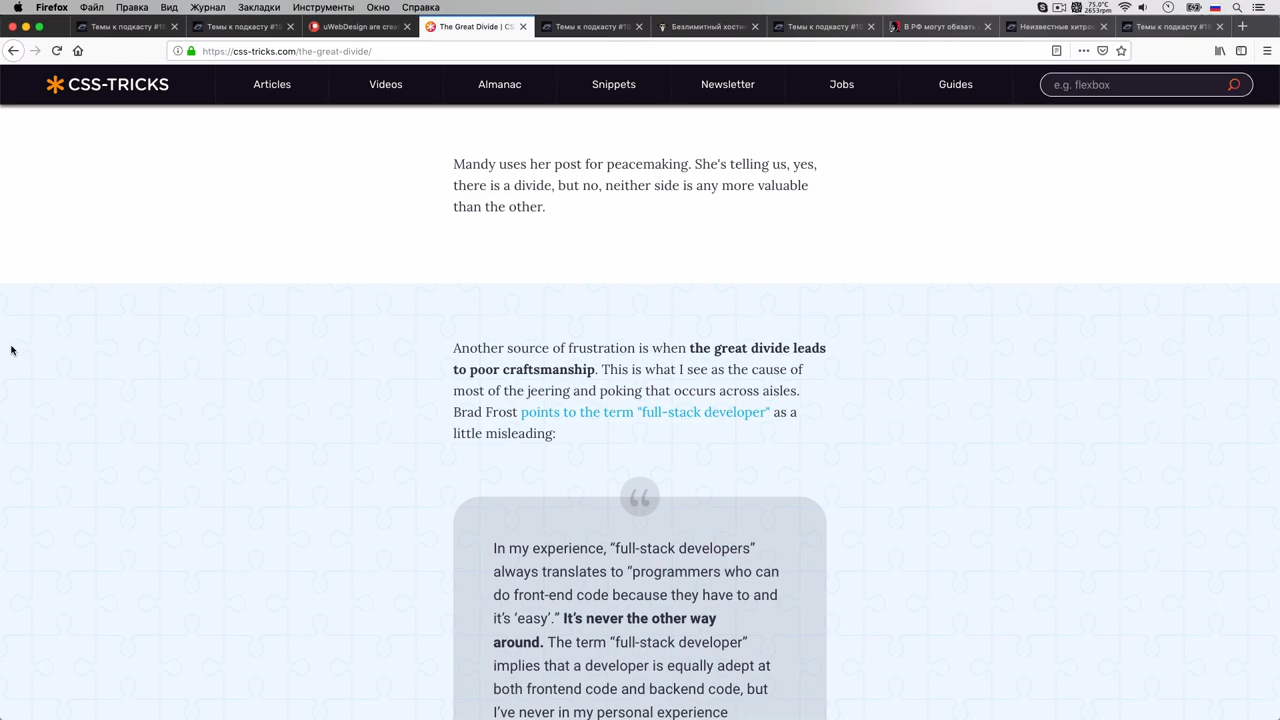 Firefox Файл Правка Вид Журнал Закладки Инструменты Окно Справка
75.0°C
2653rpm
Темы к подкасту #18
Темы к подкасту #18
uWebDesign are creat
The Great Divide | CS
Темы к подкасту #18
Безлимитный хости
Темы к подкасту #18
В РФ могут обязать
Неизвестные хитрос
Темы к подкасту #18
https://css-tricks.com/the-great-divide/
CSS-TRICKS
Articles
Videos
Almanac
Snippets
Newsletter
Jobs
Guides
e.g. flexbox
Mandy uses her post for peacemaking. She's telling us, yes,
there is a divide, but no, neither side is any more valuable
than the other.
Another source of frustration is when the great divide leads
to poor craftsmanship. This is what I see as the cause of
most of the jeering and poking that occurs across aisles.
Brad Frost points to the term "full-stack developer" as a
little misleading:
In my experience, “full-stack developers”
always translates to “programmers who can
do front-end code because they have to and
it’s ‘easy’.” It’s never the other way
around. The term “full-stack developer”
implies that a developer is equally adept at
both frontend code and backend code, but
I’ve never in my personal experience